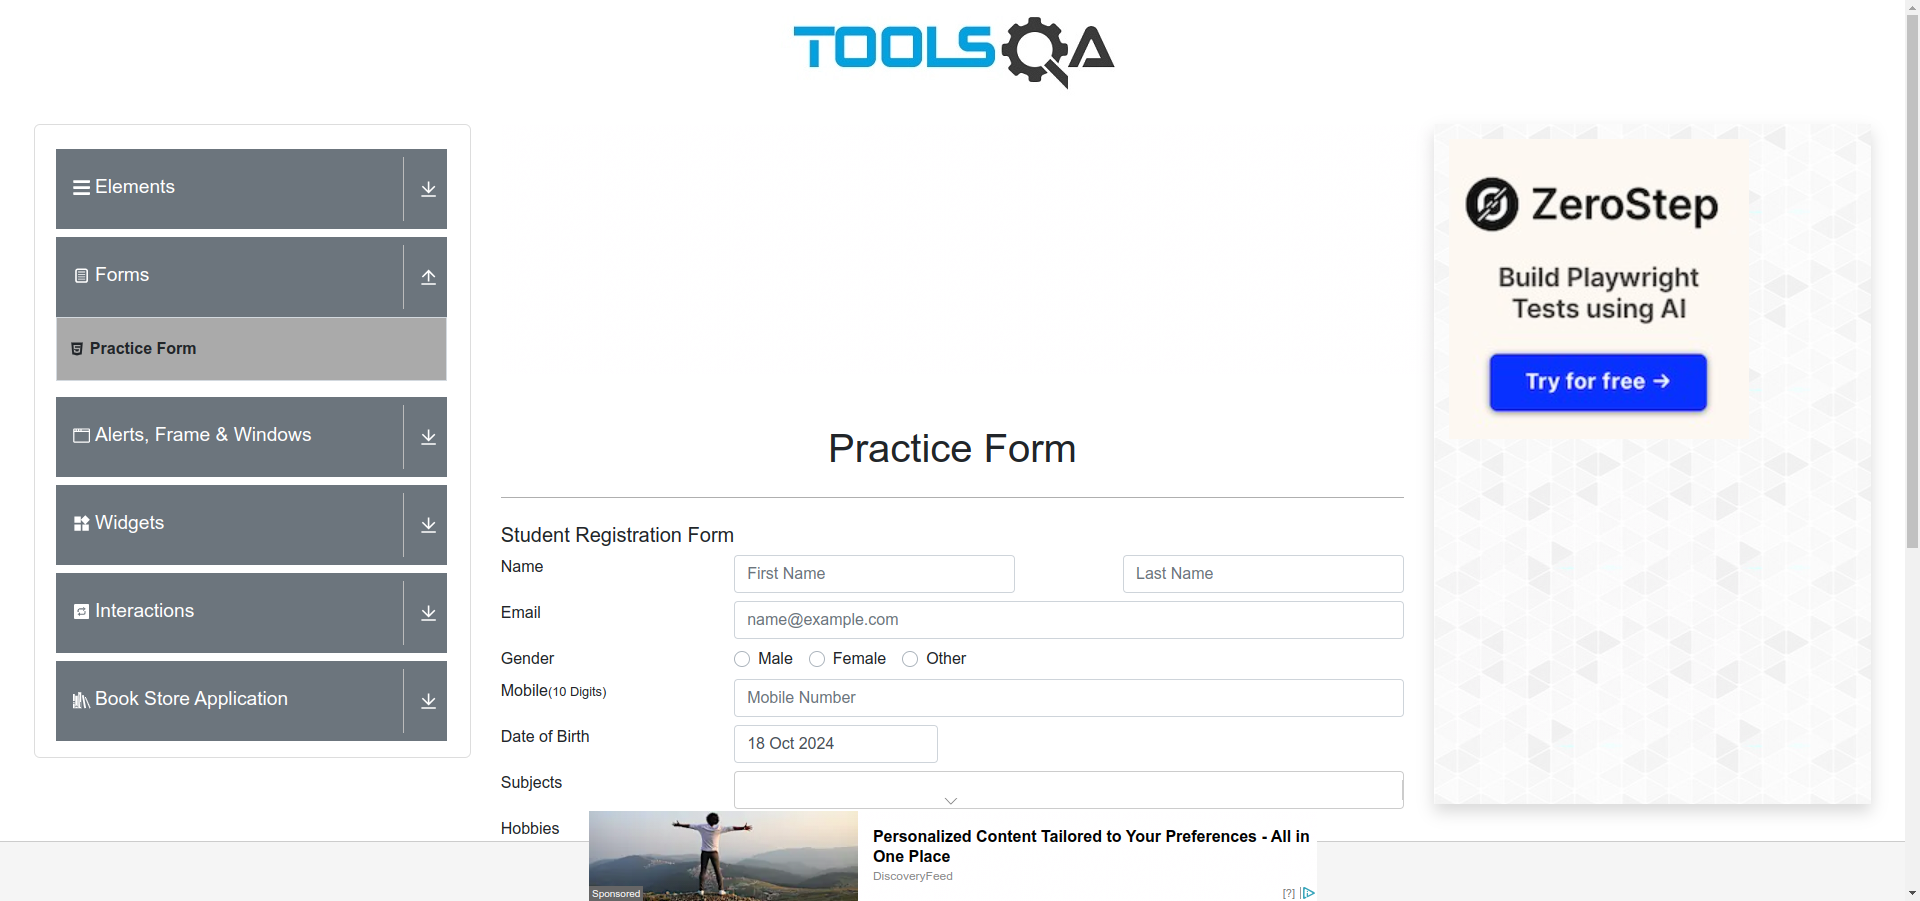 TOOLSQA
Elements
Forms
Practice Form
Alerts, Frame & Windows
Widgets
Interactions
Book Store Application
Practice Form
Student Registration Form
Name
First Name
Last Name
Email
name@example.com
Gender
Male
Female
Other
Mobile(10 Digits)
Mobile Number
Date of Birth
18 Oct 2024
Subjects
Hobbies
ZeroStep
Build Playwright
Tests using AI
Try for free →
Sponsored
Personalized Content Tailored to Your Preferences - All in
One Place
DiscoveryFeed
[?]